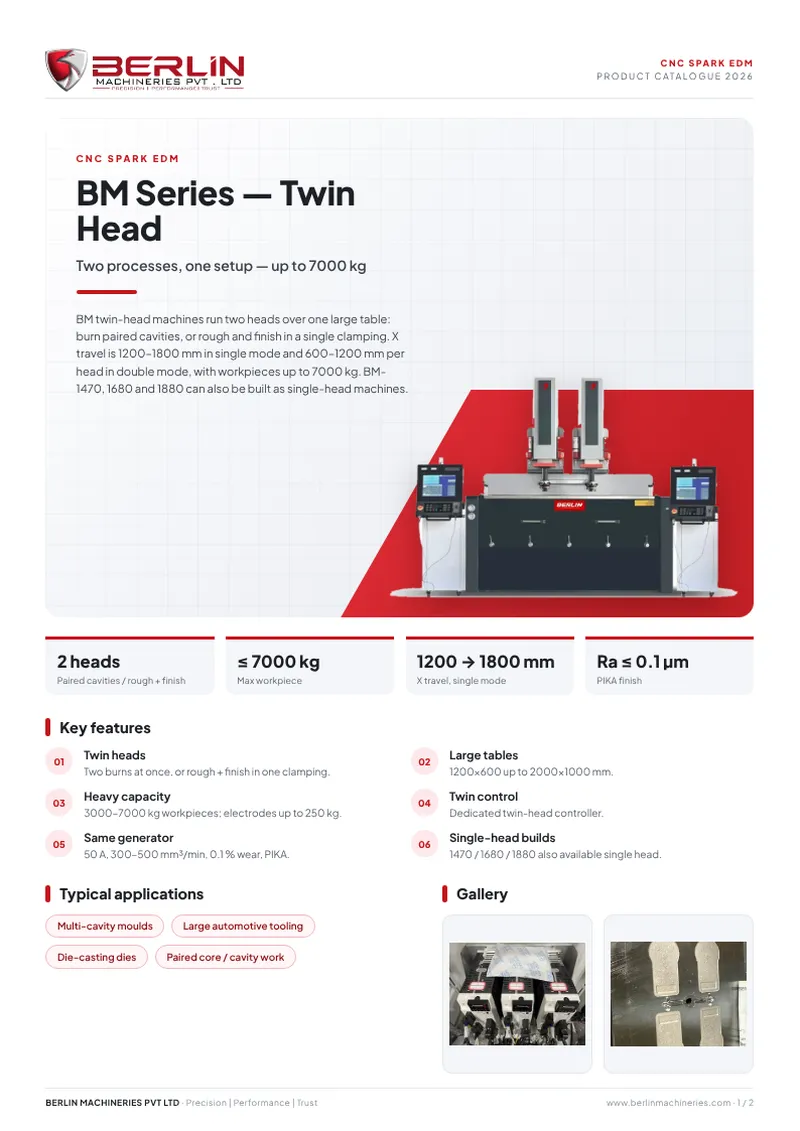 BERLIN
MACHINERIES PVT . LTD
PRECISION | PERFORMANCE | TRUST
CNC SPARK EDM
PRODUCT CATALOGUE 2026
CNC SPARK EDM
BM Series — Twin
Head
Two processes, one setup — up to 7000 kg
BM twin-head machines run two heads over one large table:
burn paired cavities, or rough and finish in a single clamping. X
travel is 1200–1800 mm in single mode and 600–1200 mm per
head in double mode, with workpieces up to 7000 kg. BM-
1470, 1680 and 1880 can also be built as single-head machines.
BERLIN
2 heads
Paired cavities / rough + finish
≤ 7000 kg
Max workpiece
1200 → 1800 mm
X travel, single mode
Ra ≤ 0.1 µm
PIKA finish
Key features
01
Twin heads
Two burns at once, or rough + finish in one clamping.
02
Large tables
1200×600 up to 2000×1000 mm.
03
Heavy capacity
3000–7000 kg workpieces; electrodes up to 250 kg.
04
Twin control
Dedicated twin-head controller.
05
Same generator
50 A, 300–500 mm³/min, 0.1 % wear, PIKA.
06
Single-head builds
1470 / 1680 / 1880 also available single head.
Typical applications
Multi-cavity moulds
Large automotive tooling
Die-casting dies
Paired core / cavity work
Gallery
BERLIN MACHINERIES PVT LTD · Precision | Performance | Trust
www.berlinmachineries.com · 1 / 2